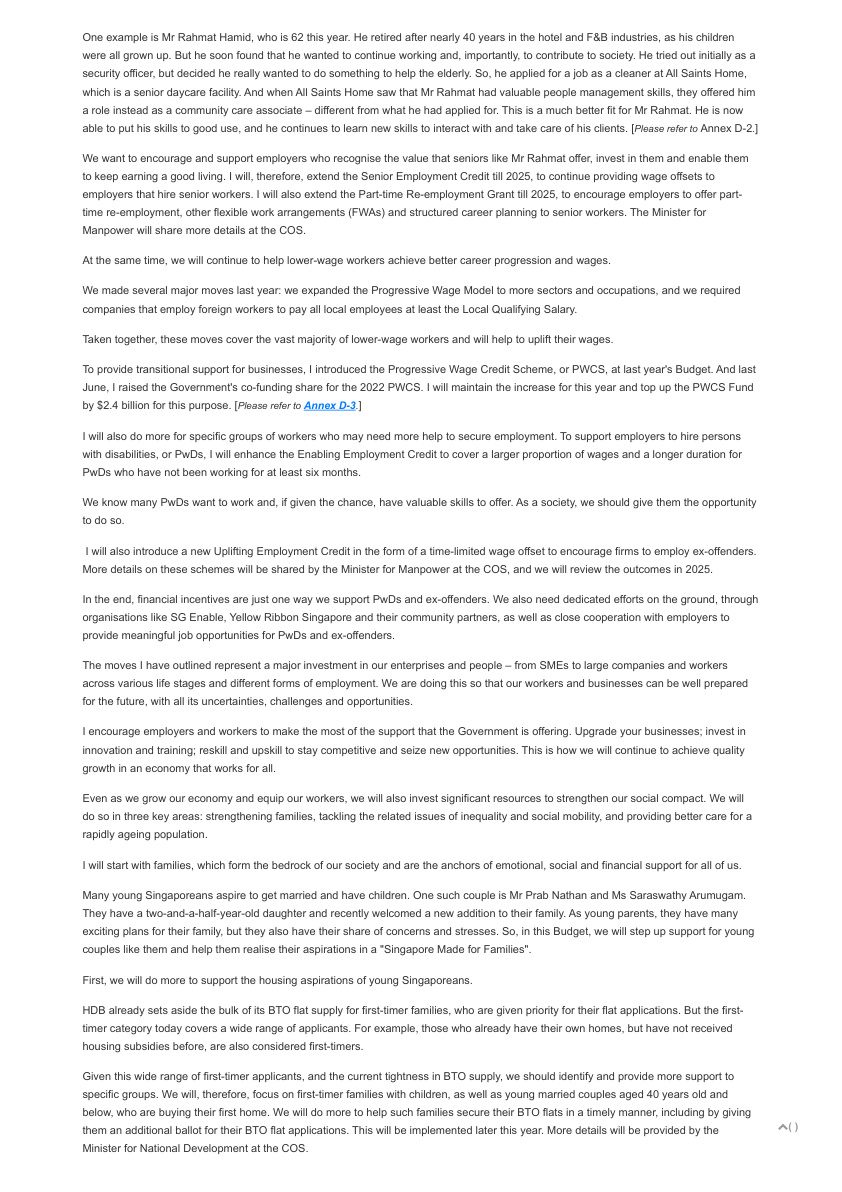 One example is Mr Rahmat Hamid, who is 62 this year. He retired after nearly 40 years in the hotel and F&B industries, as his children
were all grown up. But he soon found that he wanted to continue working and, importantly, to contribute to society. He tried out initially as a
security officer, but decided he really wanted to do something to help the elderly. So, he applied for a job as a cleaner at All Saints Home,
which is a senior daycare facility. And when All Saints Home saw that Mr Rahmat had valuable people management skills, they offered him
a role instead as a community care associate – different from what he had applied for. This is a much better fit for Mr Rahmat. He is now
able to put his skills to good use, and he continues to learn new skills to interact with and take care of his clients. [Please refer to Annex D-2.]
We want to encourage and support employers who recognise the value that seniors like Mr Rahmat offer, invest in them and enable them
to keep earning a good living. I will, therefore, extend the Senior Employment Credit till 2025, to continue providing wage offsets to
employers that hire senior workers. I will also extend the Part-time Re-employment Grant till 2025, to encourage employers to offer part-
time re-employment, other flexible work arrangements (FWAs) and structured career planning to senior workers. The Minister for
Manpower will share more details at the COS.
At the same time, we will continue to help lower-wage workers achieve better career progression and wages.
We made several major moves last year: we expanded the Progressive Wage Model to more sectors and occupations, and we required
companies that employ foreign workers to pay all local employees at least the Local Qualifying Salary.
Taken together, these moves cover the vast majority of lower-wage workers and will help to uplift their wages.
To provide transitional support for businesses, I introduced the Progressive Wage Credit Scheme, or PWCS, at last year's Budget. And last
June, I raised the Government's co-funding share for the 2022 PWCS. I will maintain the increase for this year and top up the PWCS Fund
by $2.4 billion for this purpose. [Please refer to Annex D-3.]
I will also do more for specific groups of workers who may need more help to secure employment. To support employers to hire persons
with disabilities, or PwDs, I will enhance the Enabling Employment Credit to cover a larger proportion of wages and a longer duration for
PwDs who have not been working for at least six months.
We know many PwDs want to work and, if given the chance, have valuable skills to offer. As a society, we should give them the opportunity
to do so.
I will also introduce a new Uplifting Employment Credit in the form of a time-limited wage offset to encourage firms to employ ex-offenders.
More details on these schemes will be shared by the Minister for Manpower at the COS, and we will review the outcomes in 2025.
In the end, financial incentives are just one way we support PwDs and ex-offenders. We also need dedicated efforts on the ground, through
organisations like SG Enable, Yellow Ribbon Singapore and their community partners, as well as close cooperation with employers to
provide meaningful job opportunities for PwDs and ex-offenders.
The moves I have outlined represent a major investment in our enterprises and people – from SMEs to large companies and workers
across various life stages and different forms of employment. We are doing this so that our workers and businesses can be well prepared
for the future, with all its uncertainties, challenges and opportunities.
I encourage employers and workers to make the most of the support that the Government is offering. Upgrade your businesses; invest in
innovation and training; reskill and upskill to stay competitive and seize new opportunities. This is how we will continue to achieve quality
growth in an economy that works for all.
Even as we grow our economy and equip our workers, we will also invest significant resources to strengthen our social compact. We will
do so in three key areas: strengthening families, tackling the related issues of inequality and social mobility, and providing better care for a
rapidly ageing population.
I will start with families, which form the bedrock of our society and are the anchors of emotional, social and financial support for all of us.
Many young Singaporeans aspire to get married and have children. One such couple is Mr Prab Nathan and Ms Saraswathy Arumugam.
They have a two-and-a-half-year-old daughter and recently welcomed a new addition to their family. As young parents, they have many
exciting plans for their family, but they also have their share of concerns and stresses. So, in this Budget, we will step up support for young
couples like them and help them realise their aspirations in a "Singapore Made for Families".
First, we will do more to support the housing aspirations of young Singaporeans.
HDB already sets aside the bulk of its BTO flat supply for first-timer families, who are given priority for their flat applications. But the first-
timer category today covers a wide range of applicants. For example, those who already have their own homes, but have not received
housing subsidies before, are also considered first-timers.
Given this wide range of first-timer applicants, and the current tightness in BTO supply, we should identify and provide more support to
specific groups. We will, therefore, focus on first-timer families with children, as well as young married couples aged 40 years old and
below, who are buying their first home. We will do more to help such families secure their BTO flats in a timely manner, including by giving
them an additional ballot for their BTO flat applications. This will be implemented later this year. More details will be provided by the
Minister for National Development at the COS.
( )